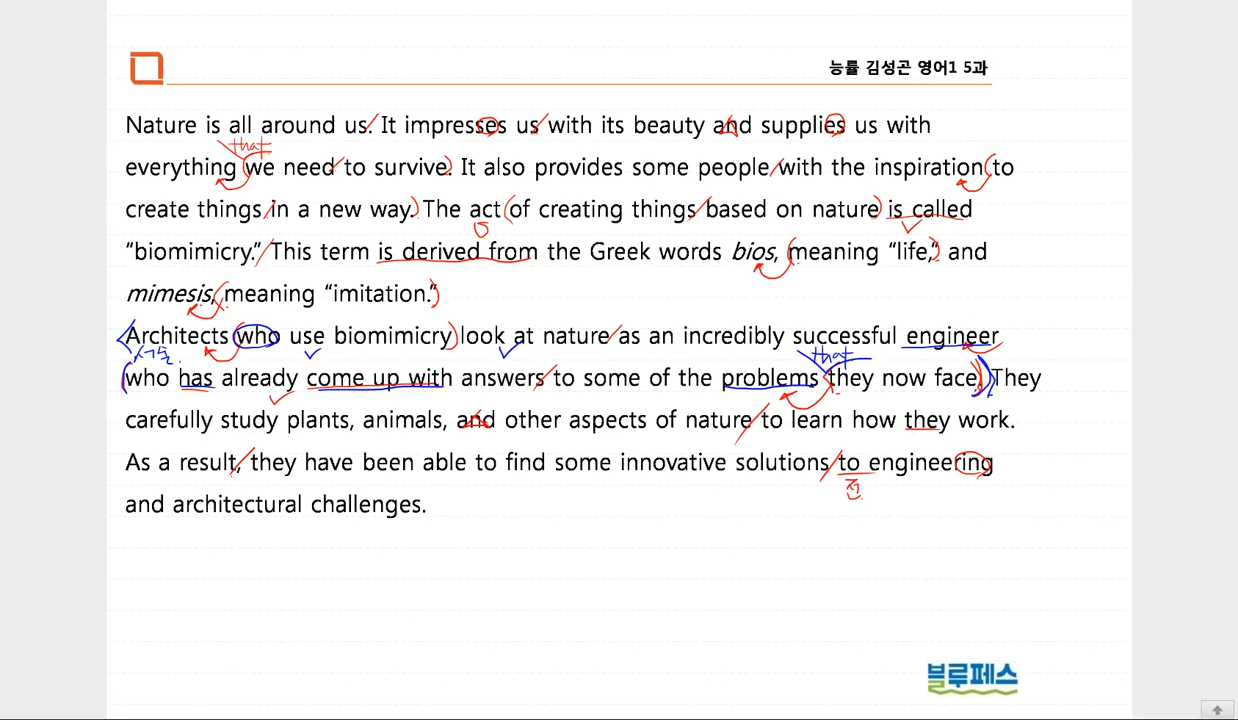 능률 김성곤 영어1 5과
Nature is all around us. It impresses us with its beauty and supplies us with
that
everything we need to survive. It also provides some people with the inspiration to
create things in a new way. The act of creating things based on nature is called
“biomimicry.” This term is derived from the Greek words bios, meaning “life,” and
mimesis, meaning “imitation.”
Architects who use biomimicry look at nature as an incredibly successful engineer
that
who has already come up with answers to some of the problems they now face. They
carefully study plants, animals, and other aspects of nature to learn how they work.
As a result, they have been able to find some innovative solutions to engineering
전
and architectural challenges.
블루페스